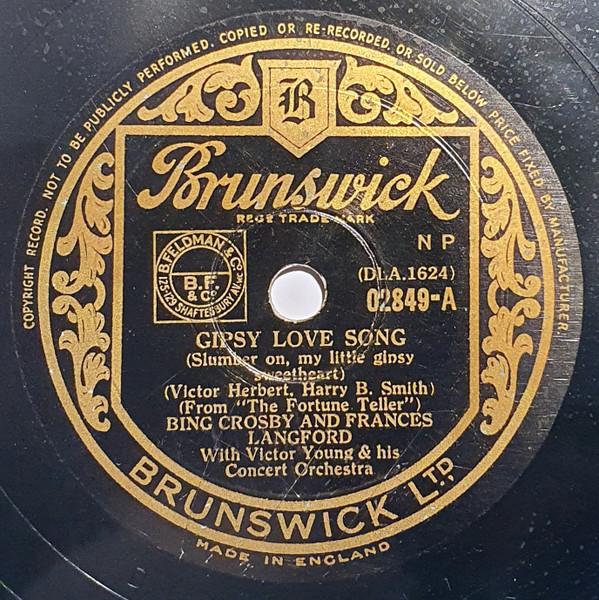 COPYRIGHT RECORD. NOT TO BE PUBLICLY PERFORMED. COPIED OR RE-RECORDED. OR SOLD BELOW PRICE FIXED BY MANUFACTURER.
B
Brunswick
REGD TRADE MARK
B. FELDMAN & Co
B.F. & Co.
125/129 SHAFTESBURY AV.
N P
(DLA.1624)
02849-A
GIPSY LOVE SONG
(Slumber on, my little gipsy
sweetheart)
(Victor Herbert, Harry B. Smith)
(From "The Fortune Teller")
BING CROSBY AND FRANCES
LANGFORD
With Victor Young & his
Concert Orchestra
BRUNSWICK LTD.,
MADE IN ENGLAND